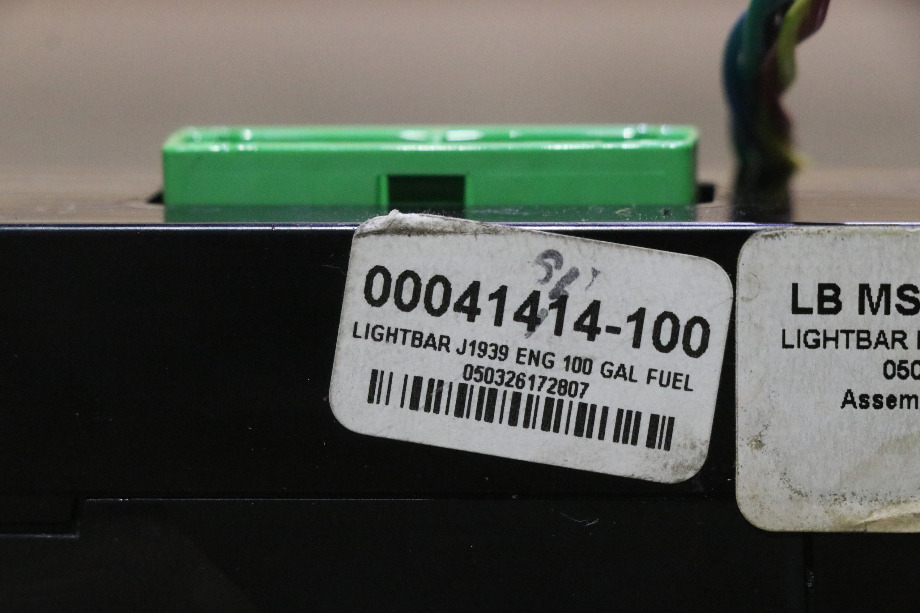 00041414-100
LIGHTBAR J1939 ENG 100 GAL FUEL
050326172807
LB MS
LIGHTBAR
050
Assem